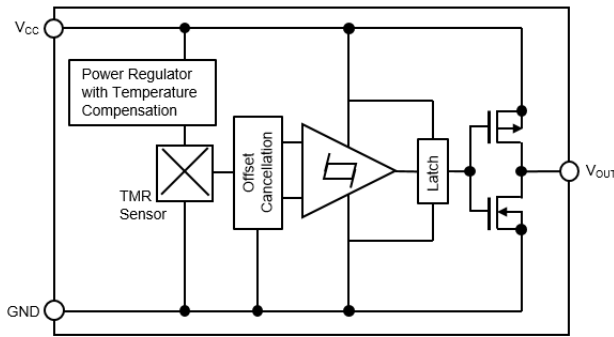 VCC
Power Regulator
with Temperature
Compensation
TMR
Sensor
Offset
Cancellation
Latch
VOUT
GND